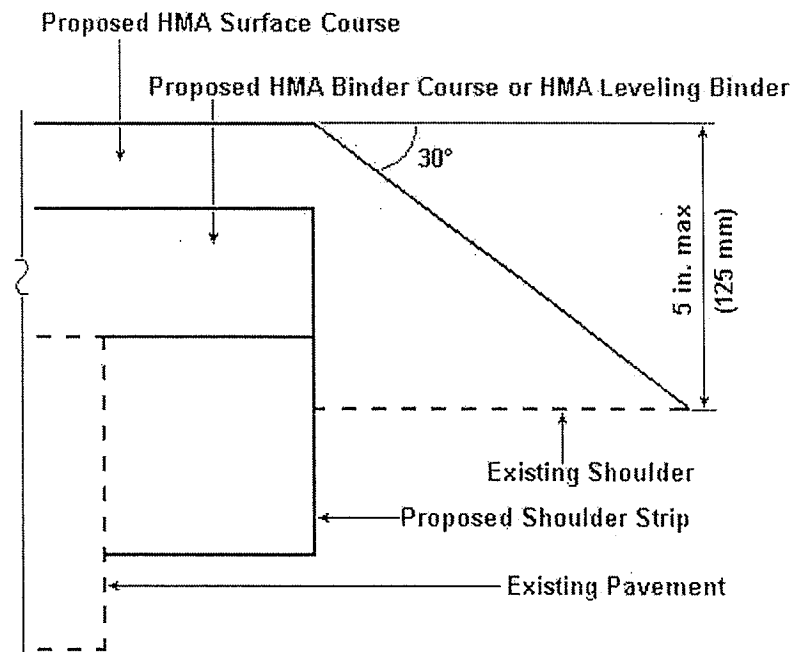 Proposed HMA Surface Course
Proposed HMA Binder Course or HMA Leveling Binder
30°
5 in. max
(125 mm)
Existing Shoulder
Proposed Shoulder Strip
Existing Pavement